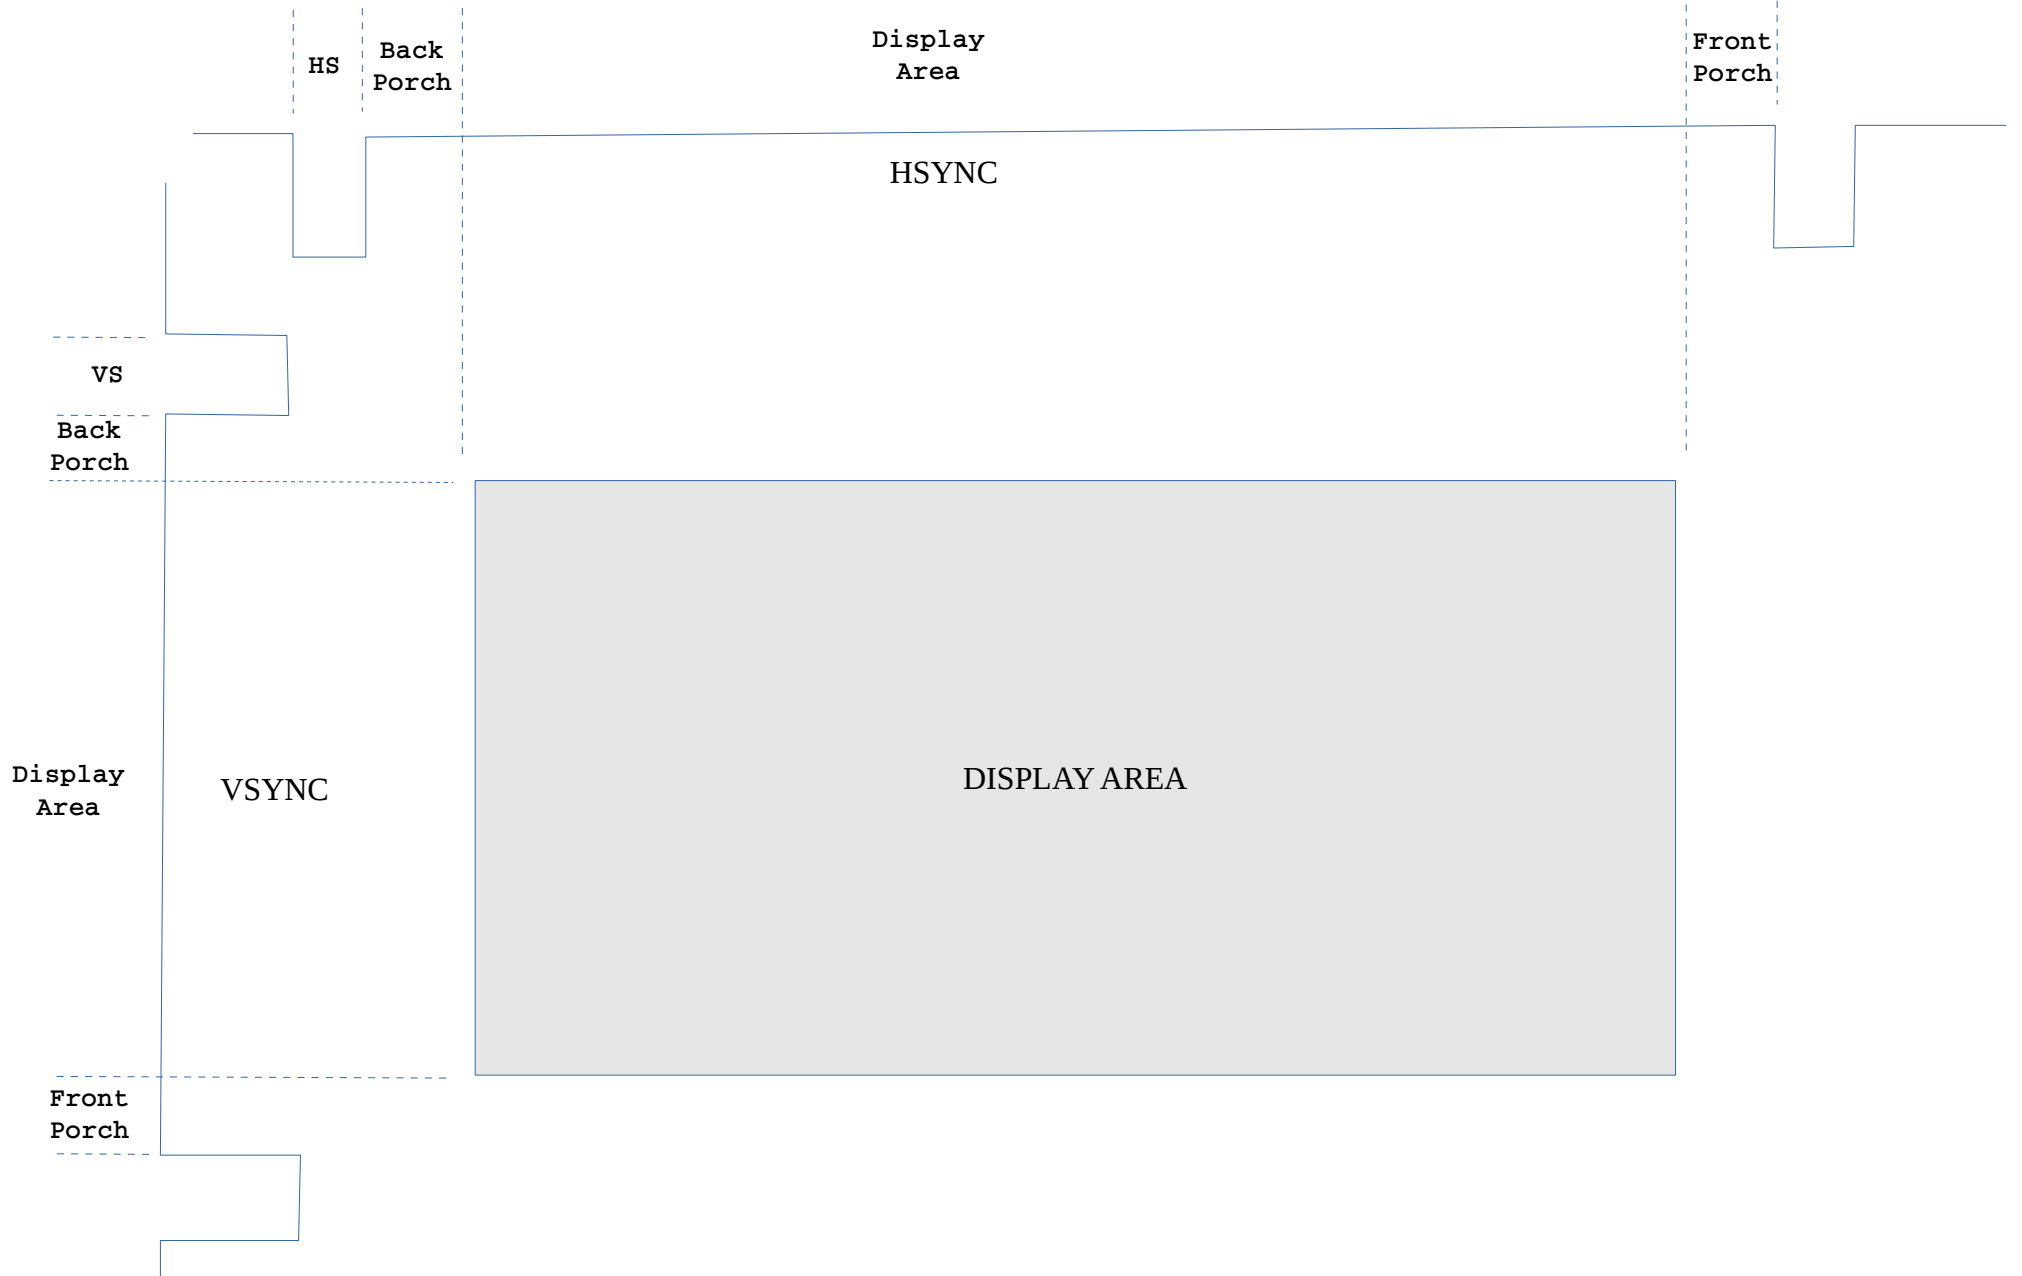 HS
Back
Porch
Display
Area
Front
Porch
HSYNC
VS
Back
Porch
Display
Area
VSYNC
DISPLAY AREA
Front
Porch